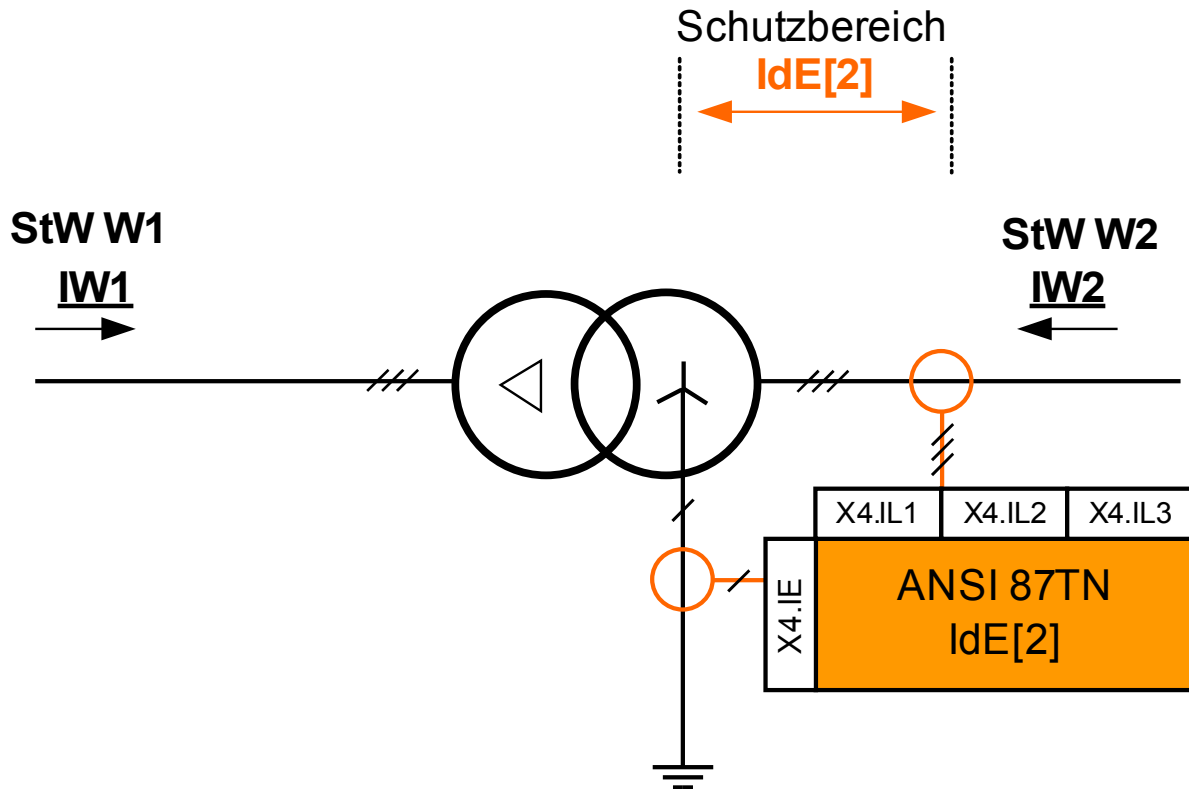 Schutzbereich
IdE[2]
StW W1
IW1
StW W2
IW2
X4.IL1
X4.IL2
X4.IL3
X4.IE
ANSI 87TN
IdE[2]